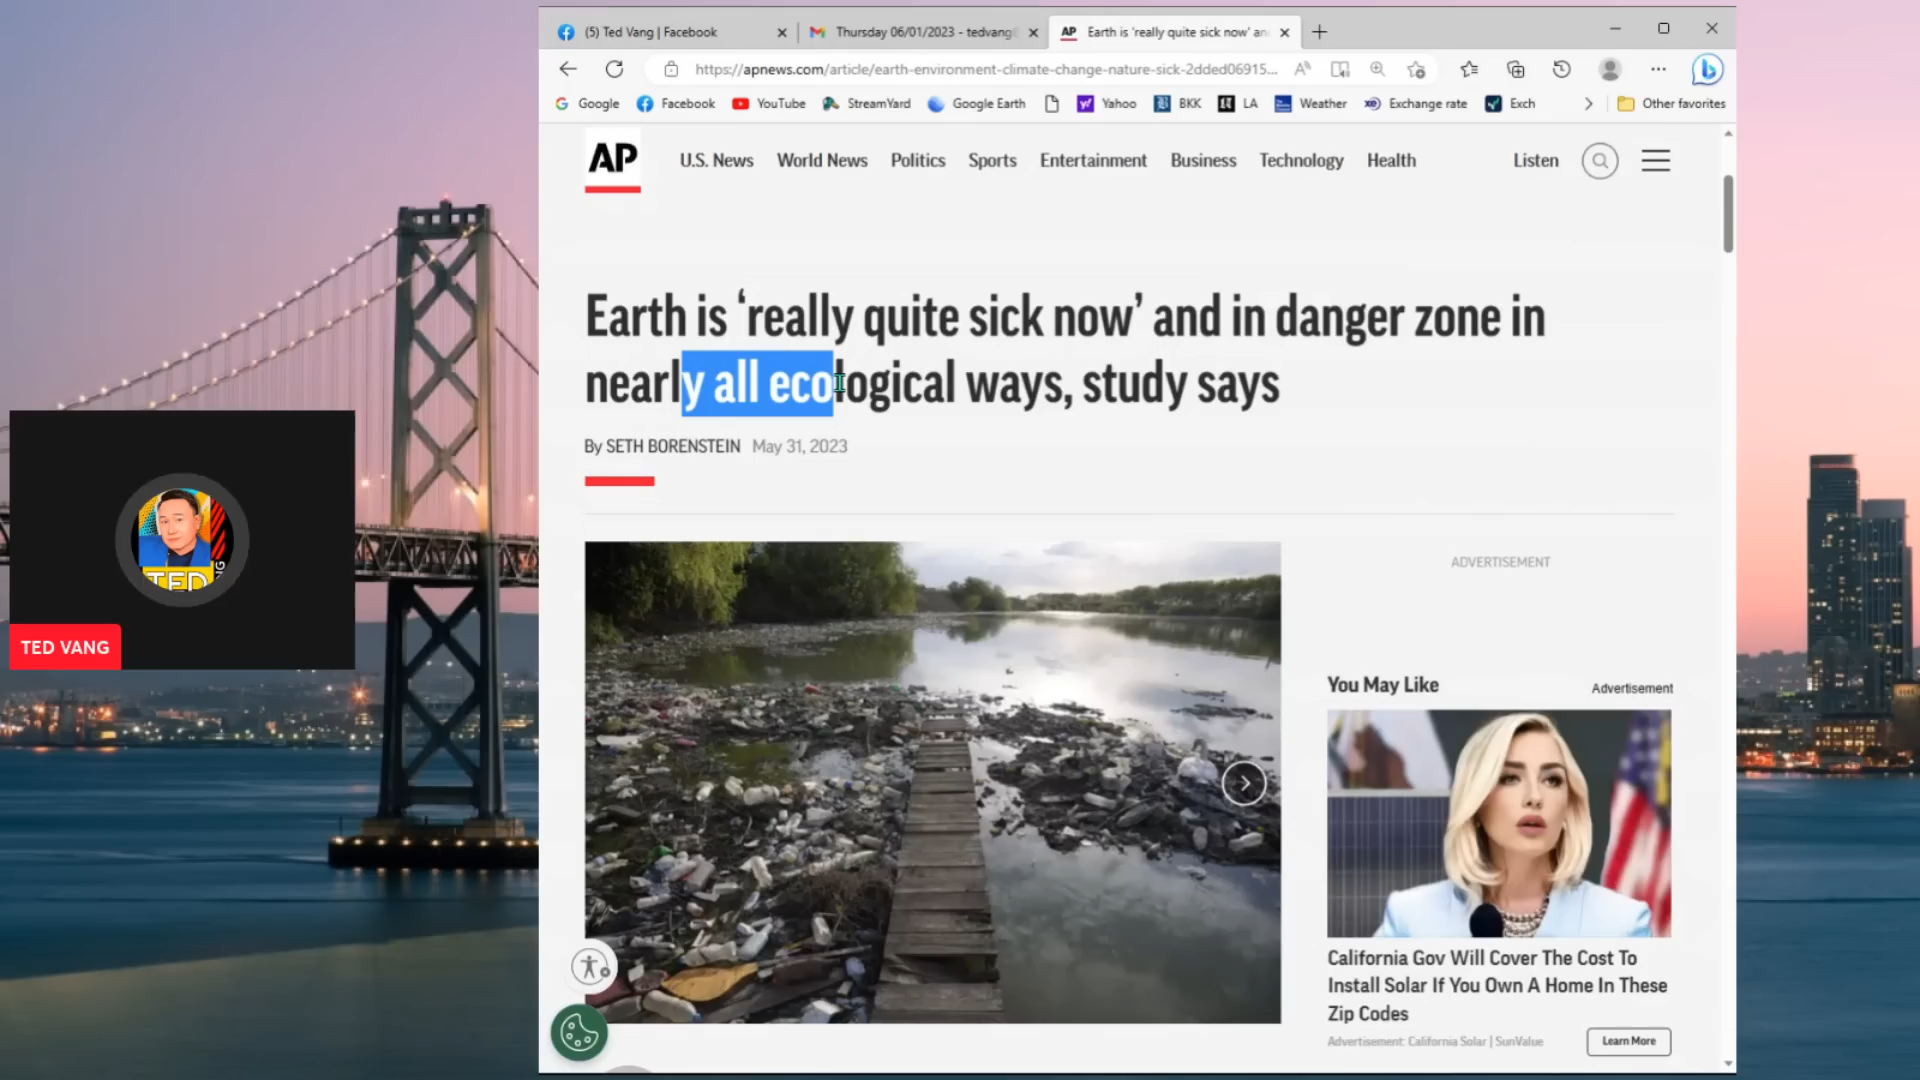 (5) Ted Vang | Facebook
Thursday 06/01/2023 - tedvang
AP Earth is 'really quite sick now' an
https://apnews.com/article/earth-environment-climate-change-nature-sick-2dded06915...
Google Facebook YouTube StreamYard Google Earth Yahoo BKK LA Weather Exchange rate Exch Other favorites
AP U.S. News World News Politics Sports Entertainment Business Technology Health Listen
Earth is ‘really quite sick now’ and in danger zone in
nearly all ecological ways, study says
By SETH BORENSTEIN May 31, 2023
TED
TED VANG
ADVERTISEMENT
You May Like Advertisement
California Gov Will Cover The Cost To
Install Solar If You Own A Home In These
Zip Codes
Advertisement: California Solar | SunValue
Learn More